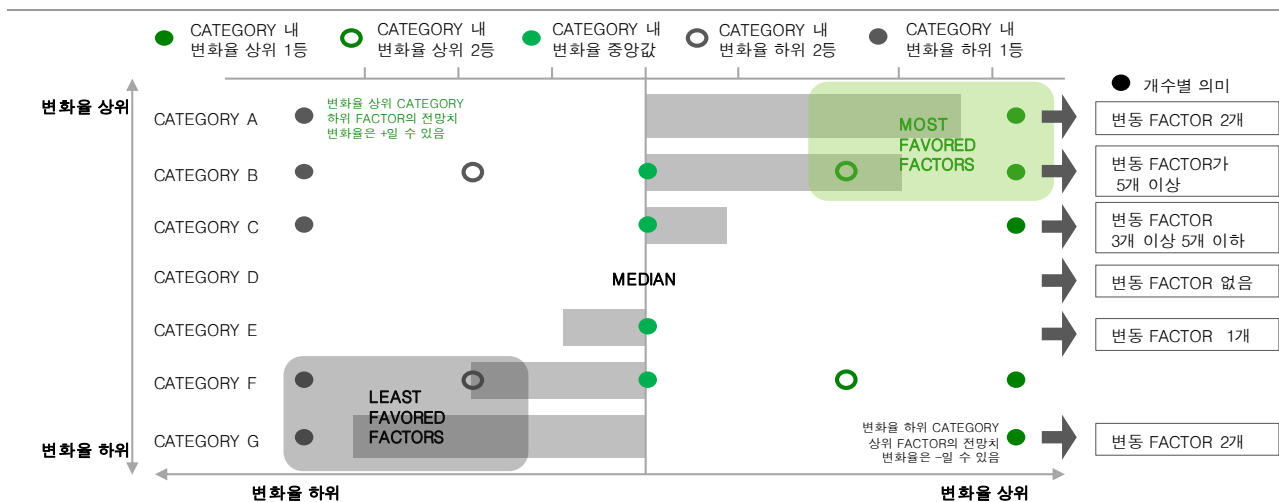 CATEGORY 내
변화율 상위 1등
CATEGORY 내
변화율 상위 2등
CATEGORY 내
변화율 중앙값
CATEGORY 내
변화율 하위 2등
CATEGORY 내
변화율 하위 1등
변화율 상위
개수별 의미
변화율 상위 CATEGORY
하위 FACTOR의 전망치
변화율은 +일 수 있음
CATEGORY A
MOST
FAVORED
FACTORS
변동 FACTOR 2개
CATEGORY B
변동 FACTOR가
5개 이상
CATEGORY C
변동 FACTOR
3개 이상 5개 이하
CATEGORY D
MEDIAN
변동 FACTOR 없음
CATEGORY E
변동 FACTOR 1개
CATEGORY F
LEAST
FAVORED
FACTORS
CATEGORY G
변화율 하위 CATEGORY
상위 FACTOR의 전망치
변화율은 -일 수 있음
변동 FACTOR 2개
변화율 하위
변화율 하위
변화율 상위